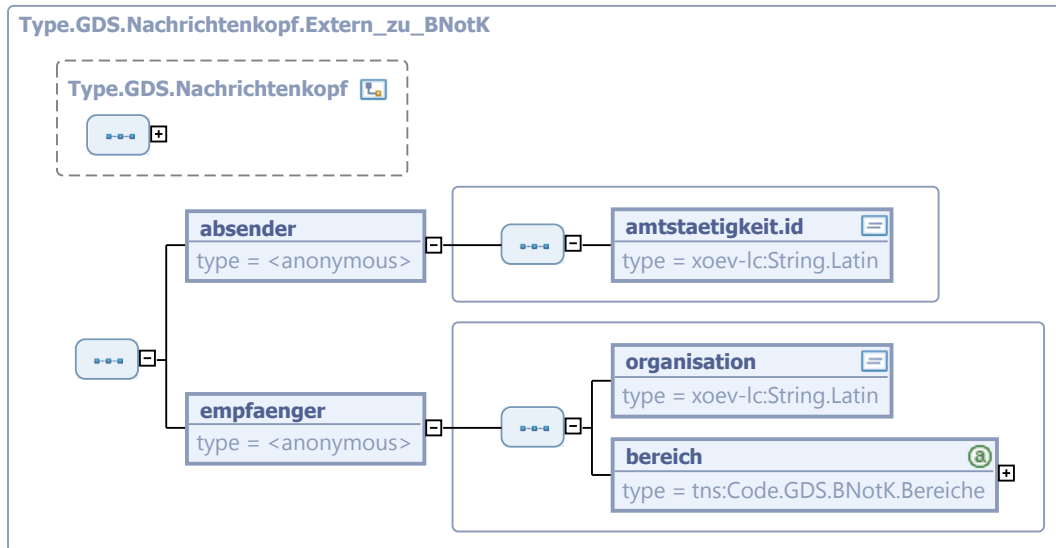 Type.GDS.Nachrichtenkopf.Extern_zu_BNotK
Type.GDS.Nachrichtenkopf
absender
type = <anonymous>
amtstaetigkeit.id
type = xoev-lc:String.Latin
empfaenger
type = <anonymous>
organisation
type = xoev-lc:String.Latin
bereich
type = tns:Code.GDS.BNotK.Bereiche